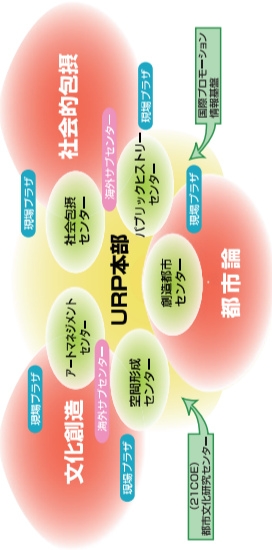 文化創造
社会的包摂
都市論
URP本部
アートマネジメント
センター
社会包摂
センター
空間形成
センター
創造都市
センター
パブリックヒストリー
センター
海外サブセンター
海外サブセンター
現場プラザ
現場プラザ
現場プラザ
現場プラザ
現場プラザ
(21COE)
都市文化研究センター
国際プロモーション
情報基盤